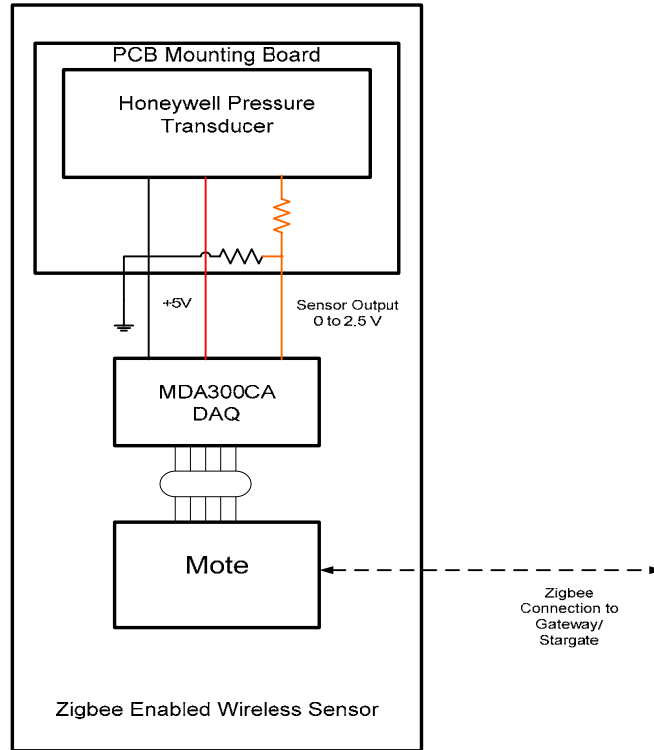 PCB Mounting Board
Honeywell Pressure
Transducer
+5V
Sensor Output
0 to 2.5 V
MDA300CA
DAQ
Mote
Zigbee
Connection to
Gateway/
Stargate
Zigbee Enabled Wireless Sensor